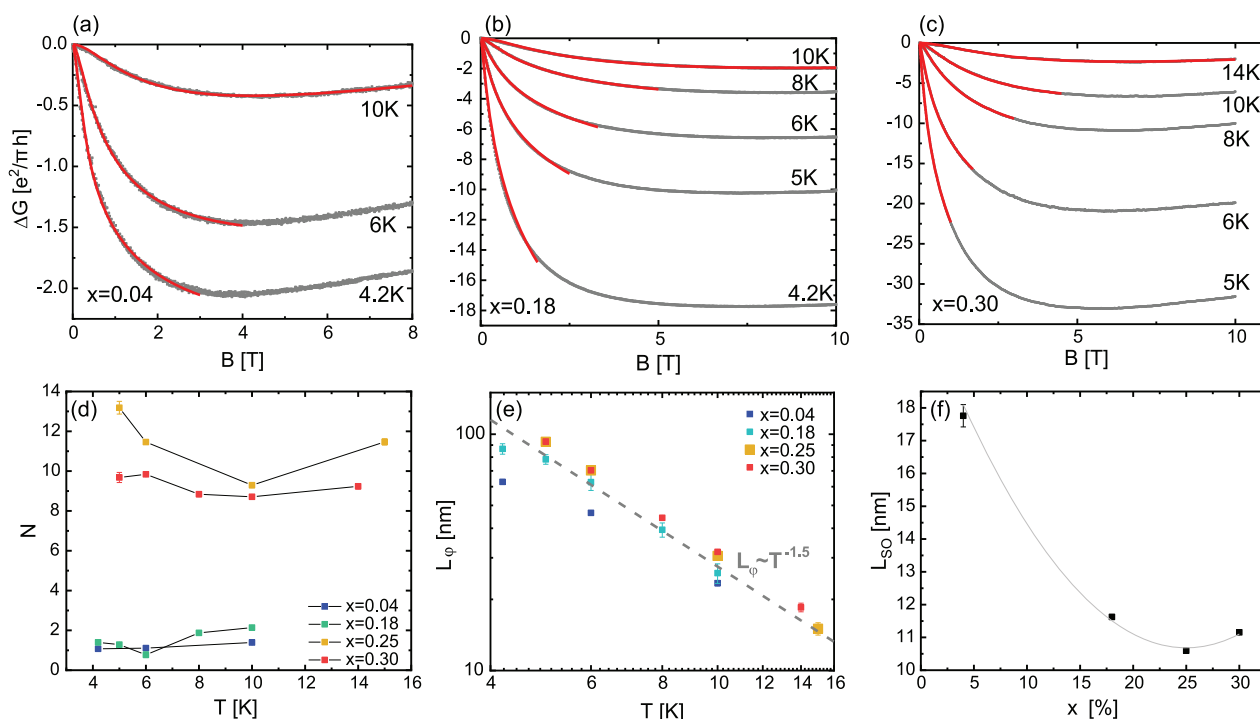 (a)
0.0
-0.5
-1.0
-1.5
-2.0
ΔG [e²/πh]
10K
6K
4.2K
x=0.04
0
2
4
6
8
B [T]
(b)
0
-2
-4
-6
-8
-10
-12
-14
-16
-18
10K
8K
6K
5K
4.2K
x=0.18
0
5
10
B [T]
(c)
0
-5
-10
-15
-20
-25
-30
-35
14K
10K
8K
6K
5K
x=0.30
0
5
10
B [T]
(d)
14
12
10
8
6
4
2
0
N
x=0.04
x=0.18
x=0.25
x=0.30
4
6
8
10
12
14
16
T [K]
(e)
100
10
Lφ [nm]
x=0.04
x=0.18
x=0.25
x=0.30
Lφ~T-1.5
4
6
8
10
12
14
16
T [K]
(f)
18
17
16
15
14
13
12
11
10
LSO [nm]
0
5
10
15
20
25
30
x [%]